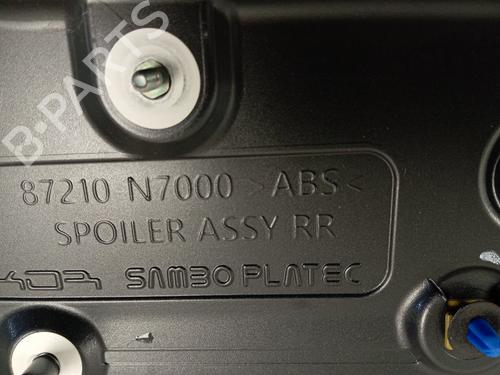 B-PARTS
87210 N7000 >ABS<
SPOILER ASSY RR
SAMBO PLATEC